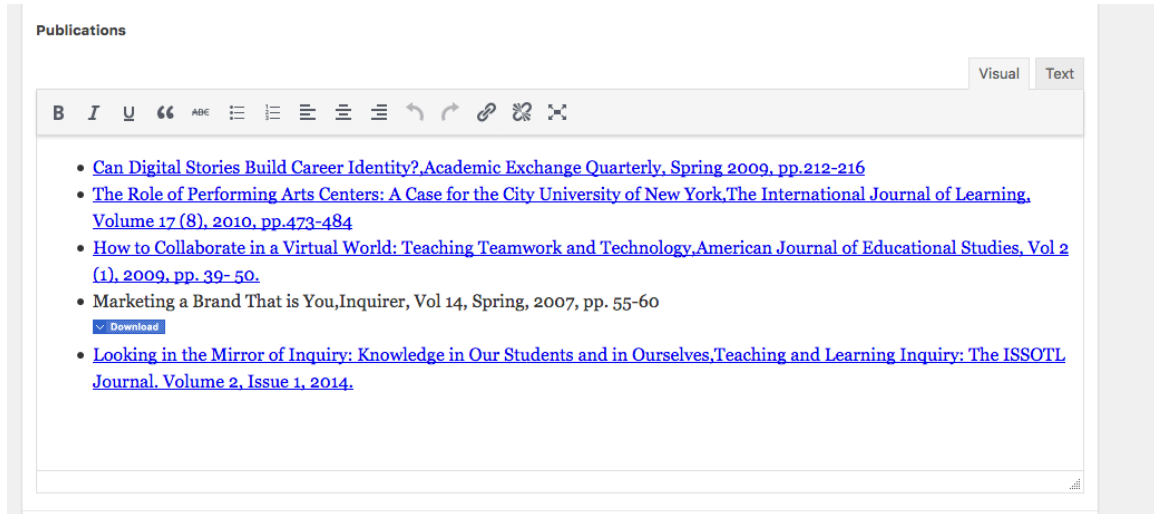 Publications
Visual Text
B I U ABE
Can Digital Stories Build Career Identity?,Academic Exchange Quarterly, Spring 2009, pp.212-216
The Role of Performing Arts Centers: A Case for the City University of New York,The International Journal of Learning,
Volume 17 (8), 2010, pp.473-484
How to Collaborate in a Virtual World: Teaching Teamwork and Technology,American Journal of Educational Studies, Vol 2
(1), 2009, pp. 39- 50.
Marketing a Brand That is You,Inquirer, Vol 14, Spring, 2007, pp. 55-60
Download
Looking in the Mirror of Inquiry: Knowledge in Our Students and in Ourselves,Teaching and Learning Inquiry: The ISSOTL
Journal. Volume 2, Issue 1, 2014.